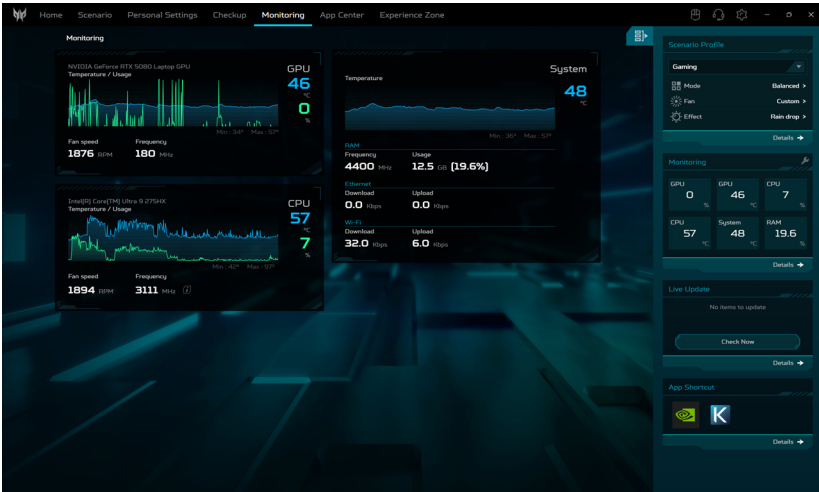 Home Scenario Personal Settings Checkup Monitoring App Center Experience Zone
Monitoring
NVIDIA GeForce RTX 5080 Laptop GPU
Temperature / Usage
GPU
46
°C
0
%
Min : 34° Max : 57°
Fan speed Frequency
1876 RPM 180 MHz
Intel(R) Core(TM) Ultra 9 275HX
Temperature / Usage
CPU
57
°C
7
%
Min : 42° Max : 97°
Fan speed Frequency
1894 RPM 3111 MHz
System
Temperature
48
°C
Min : 36° Max : 57°
RAM
Frequency Usage
4400 MHz 12.5 GB (19.6%)
Ethernet
Download Upload
0.0 Kbps 0.0 Kbps
Wi-Fi
Download Upload
32.0 Kbps 6.0 Kbps
Scenario Profile
Gaming
Mode Balanced >
Fan Custom >
Effect Rain drop >
Details →
Monitoring
GPU GPU CPU
0 % 46 °C 7 %
CPU System RAM
57 °C 48 °C 19.6 %
Details →
Live Update
No items to update
Check Now
Details →
App Shortcut
K
Details →